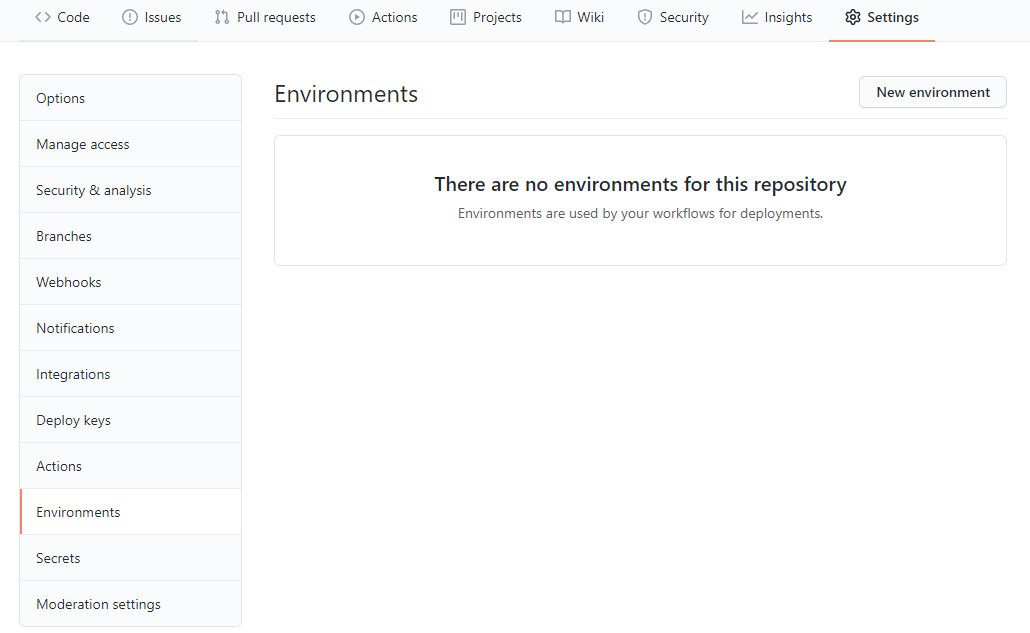 Code Issues Pull requests Actions Projects Wiki Security Insights Settings
Options
Manage access
Security & analysis
Branches
Webhooks
Notifications
Integrations
Deploy keys
Actions
Environments
Secrets
Moderation settings
Environments
New environment
There are no environments for this repository
Environments are used by your workflows for deployments.